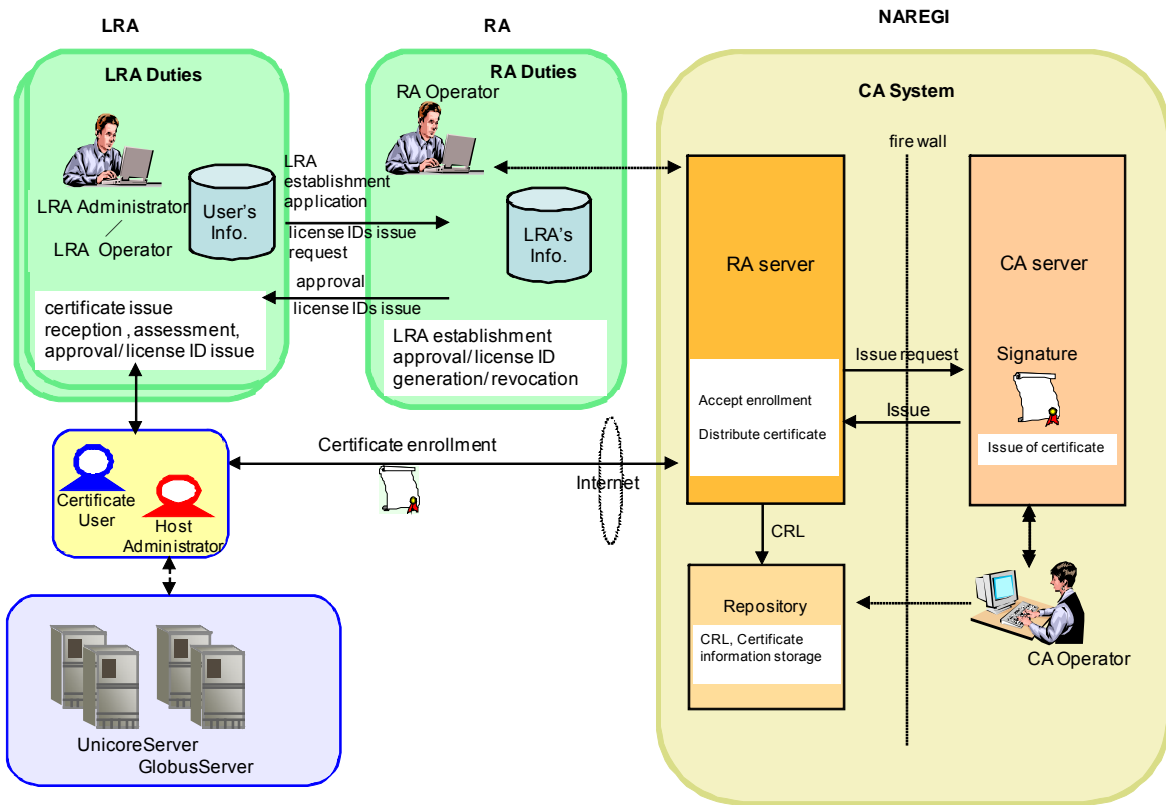 LRA
RA
NAREGI
LRA Duties
RA Duties
CA System
RA Operator
fire wall
LRA
establishment
application
LRA Administrator
／
LRA Operator
User's
Info.
license IDs issue
request
LRA's
Info.
RA server
CA server
approval
license IDs issue
certificate issue
reception , assessment,
approval/ license ID issue
LRA establishment
approval/ license ID
generation/ revocation
Issue request
Signature
Accept enrollment
Distribute certificate
Issue
Issue of certificate
Certificate enrollment
Internet
Certificate
User
Host
Administrator
CRL
Repository
CRL, Certificate
information storage
CA Operator
UnicoreServer
GlobusServer